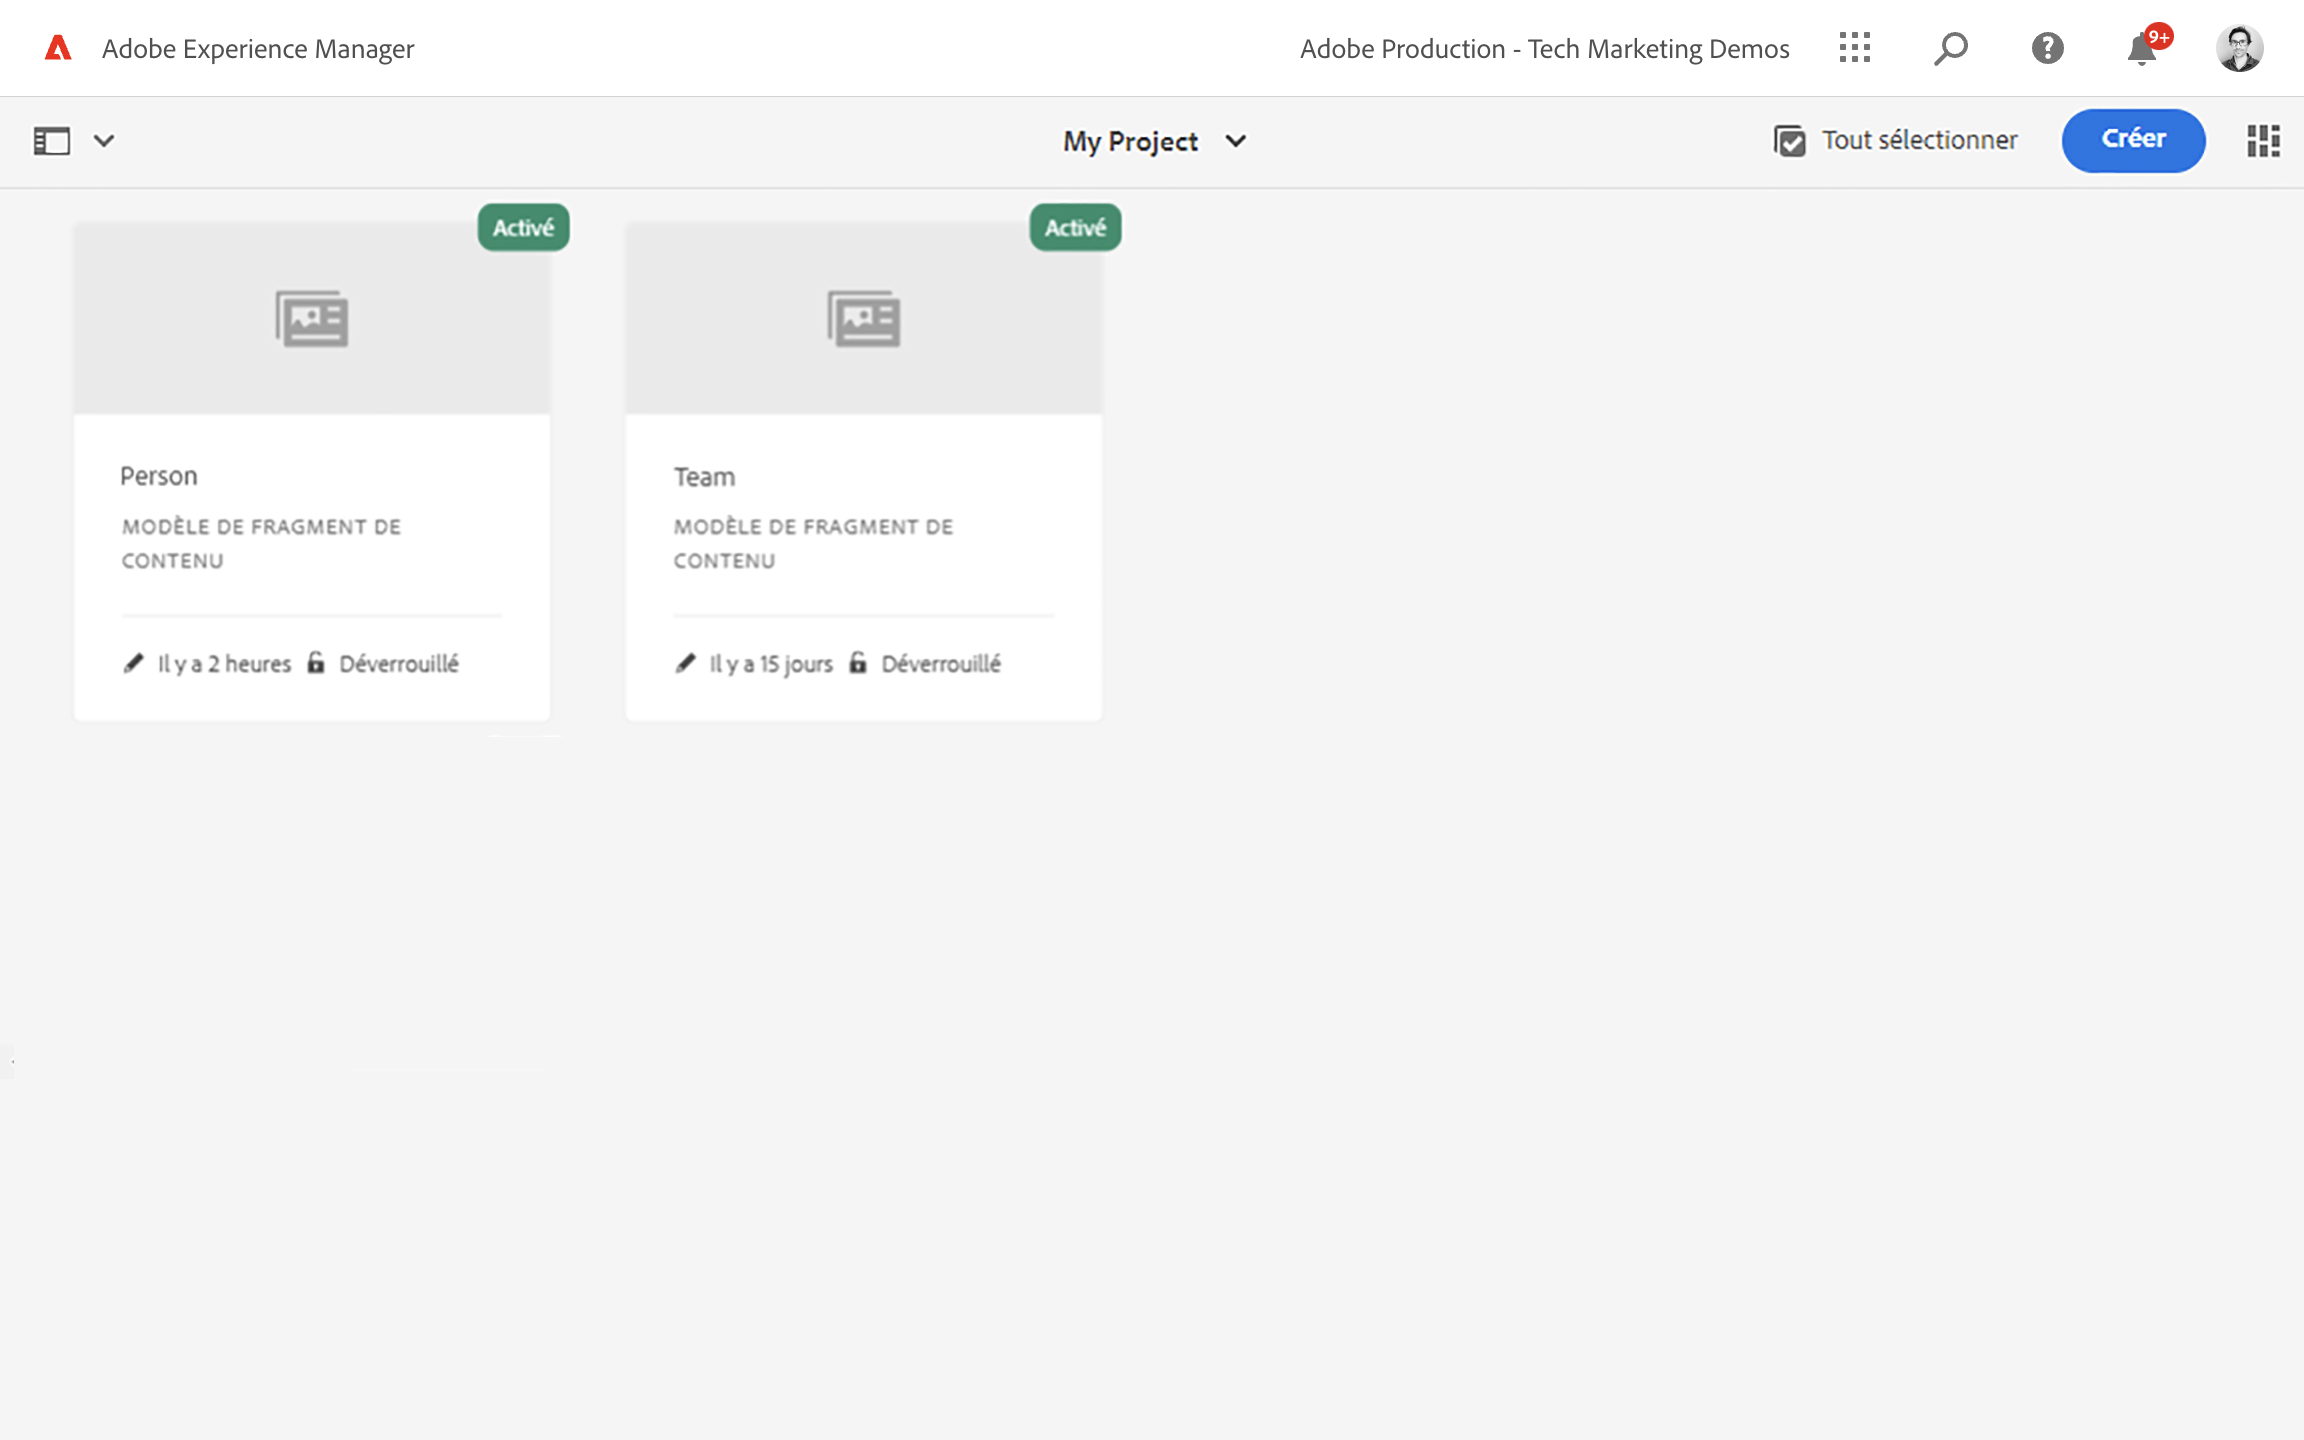 Adobe Experience Manager
Adobe Production - Tech Marketing Demos
9+
My Project
Tout sélectionner
Créer
Activé
Person
MODÈLE DE FRAGMENT DE
CONTENU
Il y a 2 heures Déverrouillé
Activé
Team
MODÈLE DE FRAGMENT DE
CONTENU
Il y a 15 jours Déverrouillé